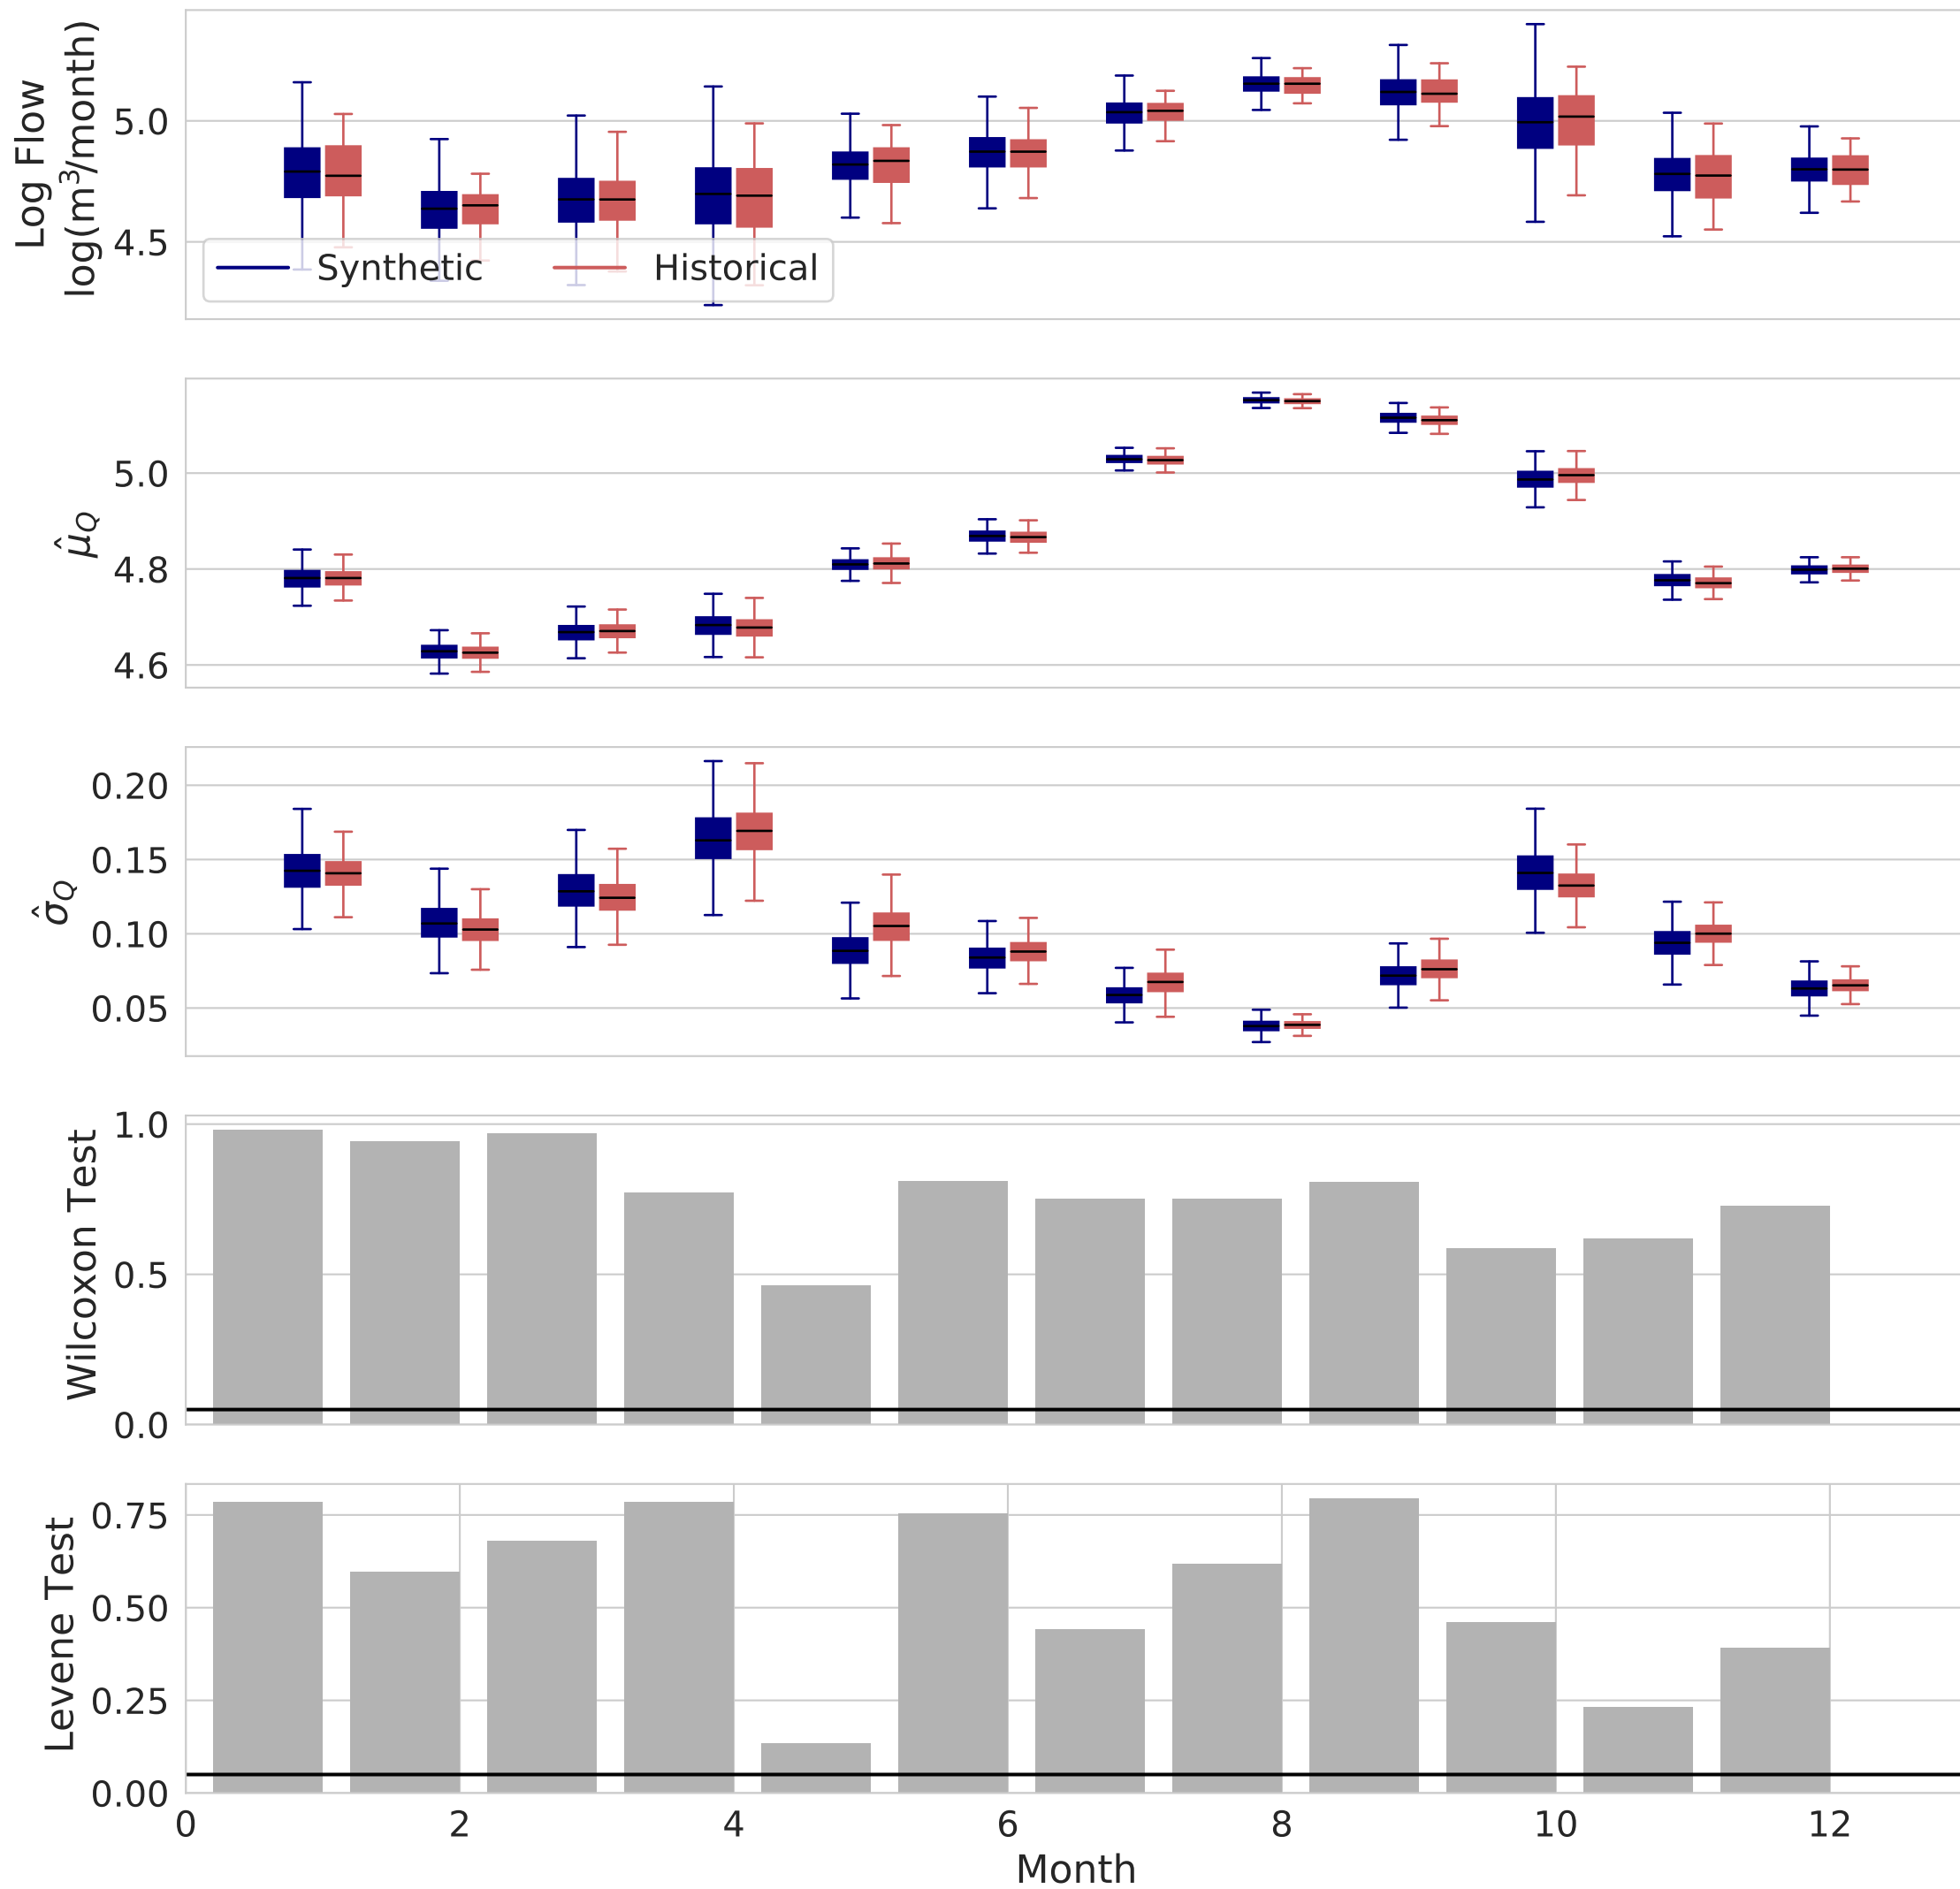 Log Flow
log(m³/month)
5.0
4.5
Synthetic Historical
μ̂_Q
5.0
4.8
4.6
σ̂_Q
0.20
0.15
0.10
0.05
Wilcoxon Test
1.0
0.5
0.0
Levene Test
0.75
0.50
0.25
0.00
0 2 4 6 8 10 12
Month